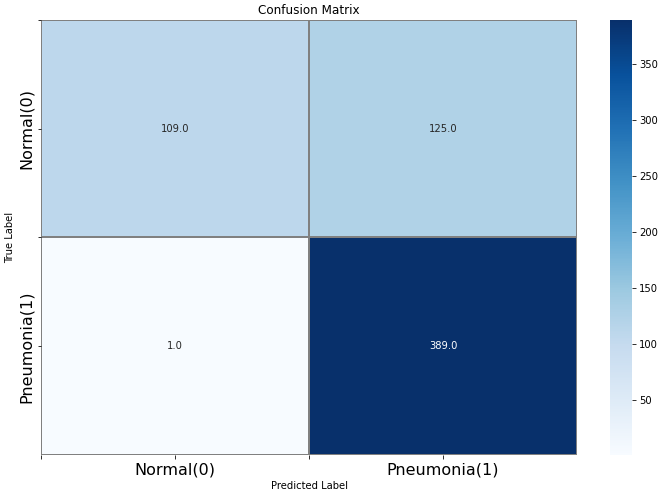 Confusion Matrix
Normal(0)
109.0
125.0
350
300
250
200
150
100
50
True Label
Pneumonia(1)
1.0
389.0
Normal(0)
Pneumonia(1)
Predicted Label